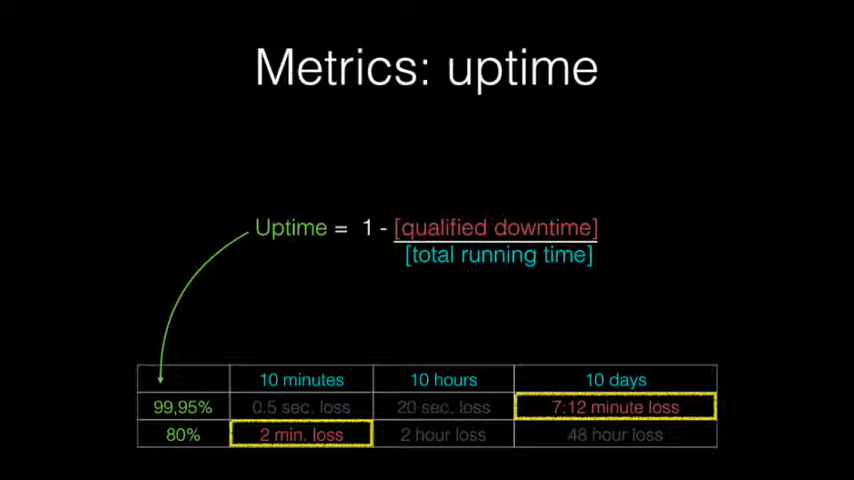 Metrics: uptime
Uptime = 1 - [qualified downtime]
[total running time]
10 minutes 10 hours 10 days
99,95% 0,5 sec. loss 20 sec. loss 7:12 minute loss
80% 2 min. loss 2 hour loss 48 hour loss